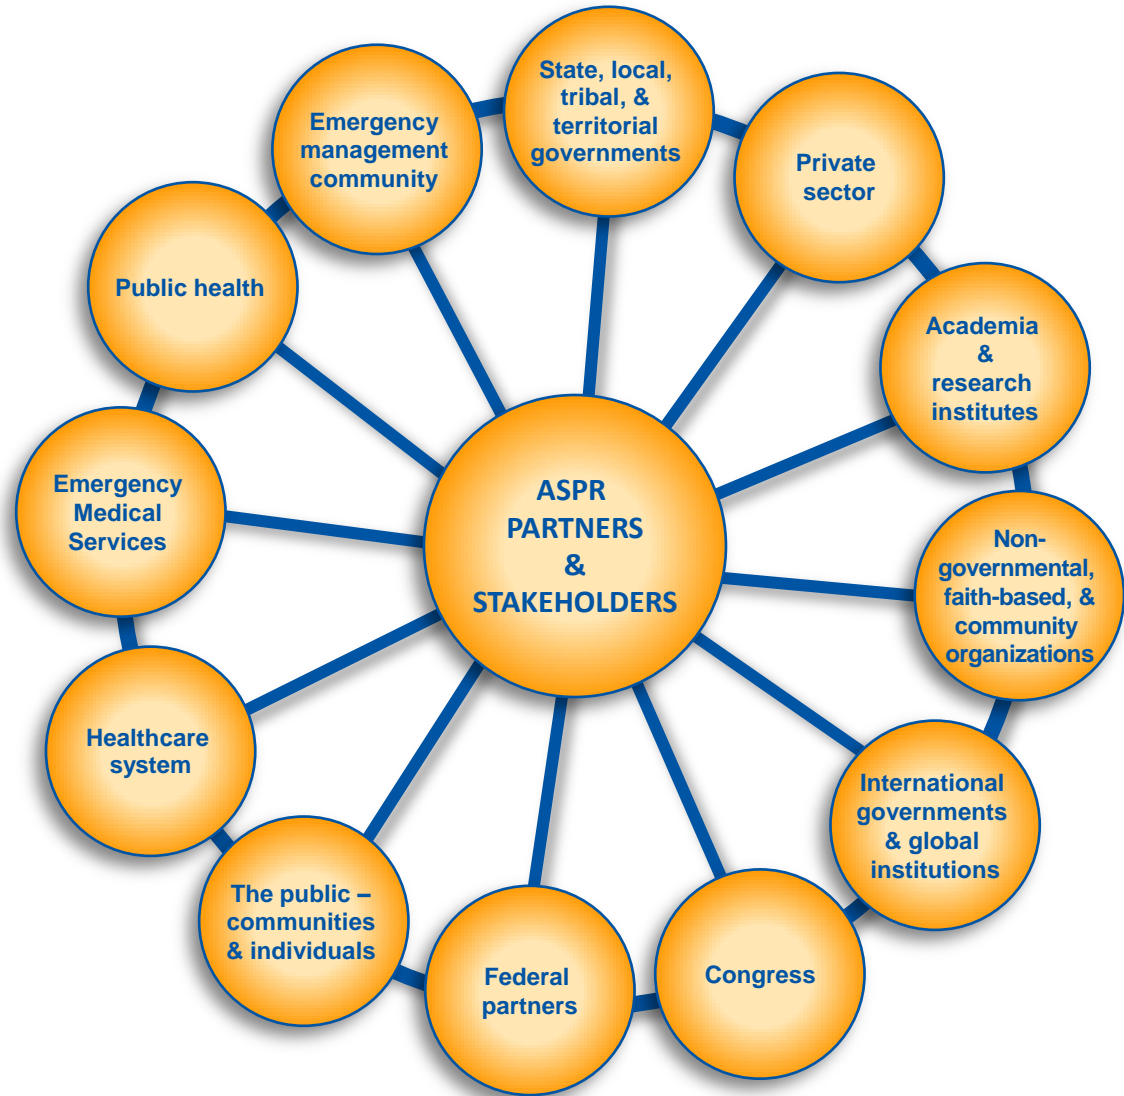 State, local,
tribal, &
territorial
governments
Private
sector
Academia
&
research
institutes
Non-
governmental,
faith-based, &
community
organizations
International
governments
& global
institutions
Congress
Federal
partners
The public –
communities
& individuals
Healthcare
system
Emergency
Medical
Services
Public health
Emergency
management
community
ASPR
PARTNERS
&
STAKEHOLDERS